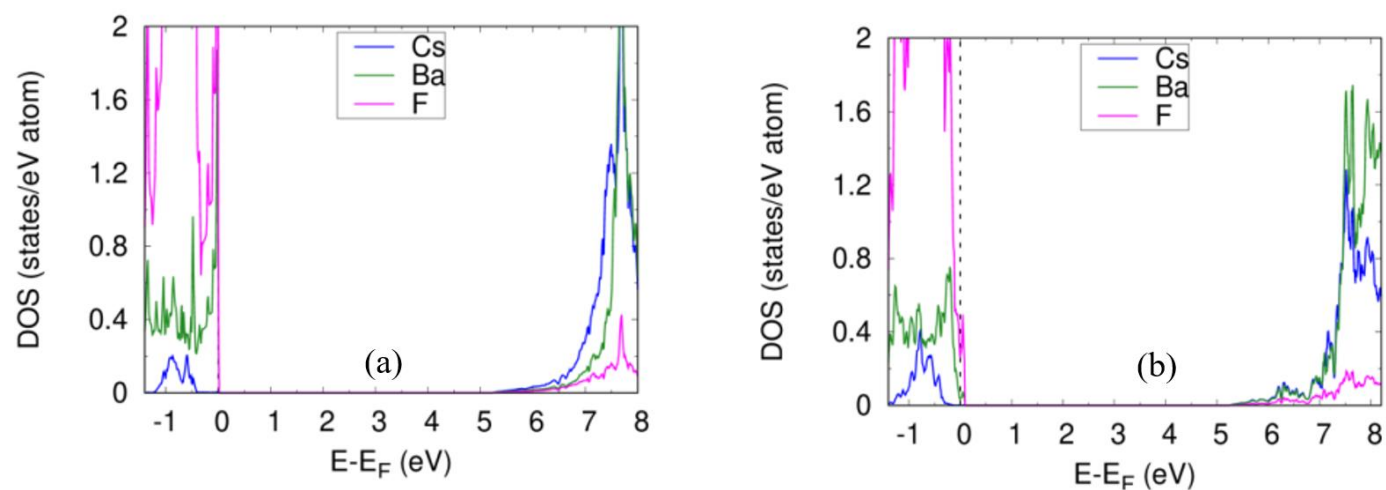 DOS (states/eV atom)
2
1.6
1.2
0.8
0.4
0
Cs
Ba
F
(a)
-1 0 1 2 3 4 5 6 7 8
E-E_F (eV)
DOS (states/eV atom)
2
1.6
1.2
0.8
0.4
0
Cs
Ba
F
(b)
-1 0 1 2 3 4 5 6 7 8
E-E_F (eV)